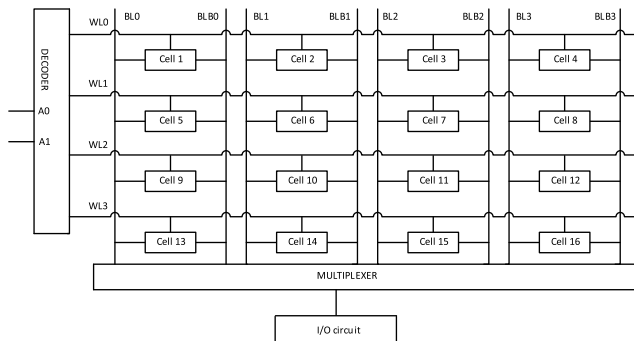 BL0 BLB0 BL1 BLB1 BL2 BLB2 BL3 BLB3
WL0
DECODER
Cell 1 Cell 2 Cell 3 Cell 4
WL1
A0
Cell 5 Cell 6 Cell 7 Cell 8
A1
WL2
Cell 9 Cell 10 Cell 11 Cell 12
WL3
Cell 13 Cell 14 Cell 15 Cell 16
MULTIPLEXER
I/O circuit